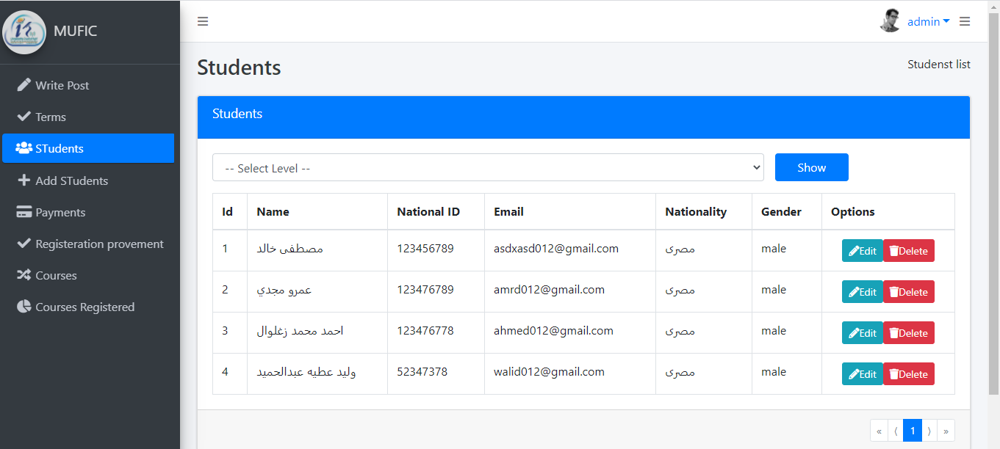 MUFIC
admin
Write Post
Terms
STudents
Add STudents
Payments
Registeration provement
Courses
Courses Registered
Students
Studenst list
Students
-- Select Level --
Show
Id Name National ID Email Nationality Gender Options
1 مصطفى خالد 123456789 asdxasd012@gmail.com مصرى male Edit Delete
2 عمرو مجدي 123476789 amrd012@gmail.com مصرى male Edit Delete
3 احمد محمد زغلوال 123476778 ahmed012@gmail.com مصرى male Edit Delete
4 وليد عطيه عبدالحميد 52347378 walid012@gmail.com مصرى male Edit Delete
« ⟨ 1 ⟩ »